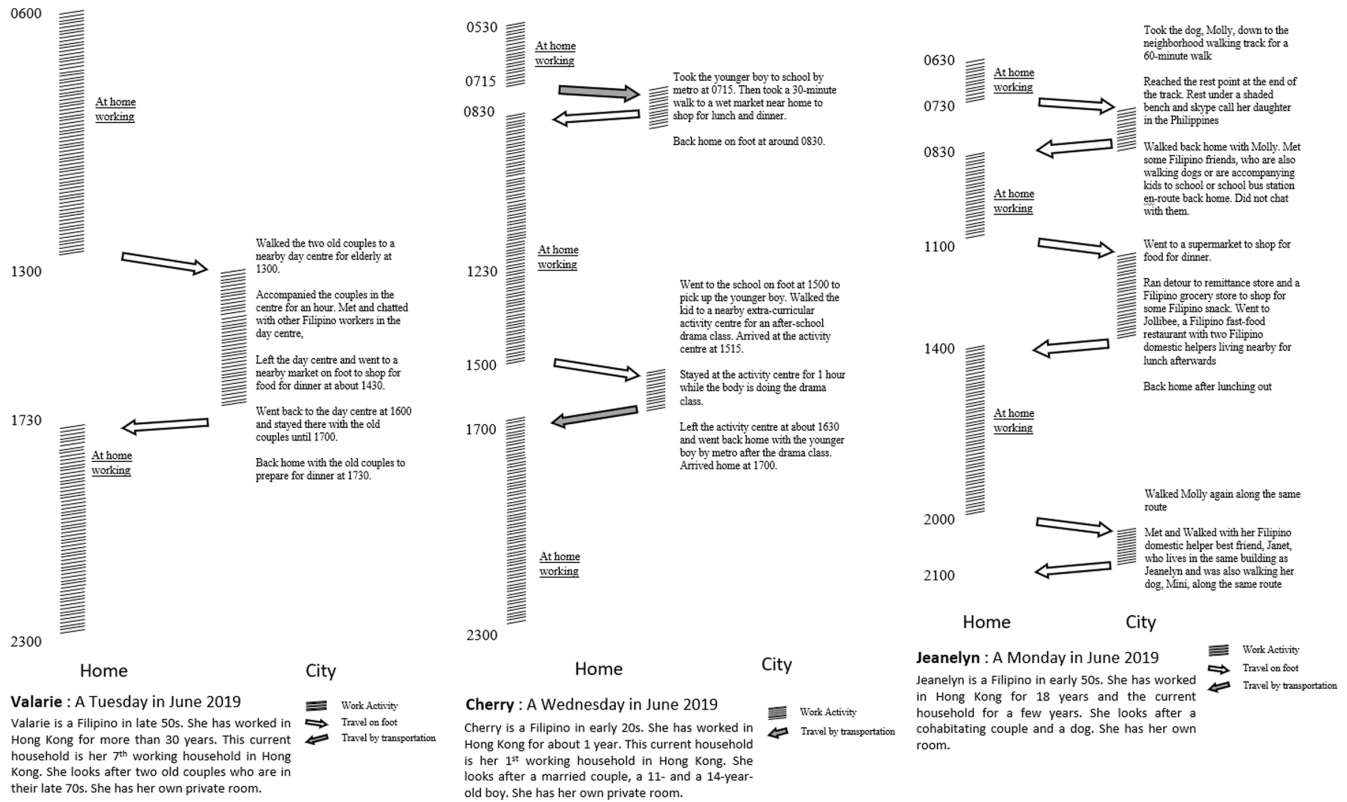 0600
At home
working
1300
Walked the two old couples to a
nearby day centre for elderly at
1300.
Accompanied the couples in the
centre for an hour. Met and chatted
with other Filipino workers in the
day centre,
Left the day centre and went to a
nearby market on foot to shop for
food for dinner at about 1430.
Went back to the day centre at 1600
and stayed there with the old
couples until 1700.
Back home with the old couples to
prepare for dinner at 1730.
1730
At home
working
2300
Home
City
Valarie : A Tuesday in June 2019
Valarie is a Filipino in late 50s. She has worked in
Hong Kong for more than 30 years. This current
household is her 7th working household in Hong
Kong. She looks after two old couples who are in
their late 70s. She has her own private room.
Work Activity
Travel on foot
Travel by transportation
0530
At home
working
0715
0830
Took the younger boy to school by
metro at 0715. Then took a 30-minute
walk to a wet market near home to
shop for lunch and dinner.
Back home on foot at around 0830.
1230
At home
working
Went to the school on foot at 1500 to
pick up the younger boy. Walked the
kid to a nearby extra-curricular
activity centre for an after-school
drama class. Arrived at the activity
centre at 1515.
Stayed at the activity centre for 1 hour
while the body is doing the drama
class.
Left the activity centre at about 1630
and went back home with the younger
boy by metro after the drama class.
Arrived home at 1700.
1500
1700
At home
working
2300
Home
City
Cherry : A Wednesday in June 2019
Cherry is a Filipino in early 20s. She has worked in
Hong Kong for about 1 year. This current household
is her 1st working household in Hong Kong. She
looks after a married couple, a 11- and a 14-year-
old boy. She has her own private room.
Work Activity
Travel by transportation
0630
At home
working
0730
0830
Took the dog, Molly, down to the
neighborhood walking track for a
60-minute walk
Reached the rest point at the end of
the track. Rest under a shaded
bench and skype call her daughter
in the Philippines
Walked back home with Molly. Met
some Filipino friends, who are also
walking dogs or are accompanying
kids to school or school bus station
en-route back home. Did not chat
with them.
At home
working
1100
Went to a supermarket to shop for
food for dinner.
Ran detour to remittance store and a
Filipino grocery store to shop for
some Filipino snack. Went to
Jollibee, a Filipino fast-food
restaurant with two Filipino
domestic helpers living nearby for
lunch afterwards
Back home after lunching out
1400
At home
working
2000
Walked Molly again along the same
route
Met and Walked with her Filipino
domestic helper best friend, Janet,
who lives in the same building as
Jeanelyn and was also walking her
dog, Mini, along the same route
2100
Home
City
Jeanelyn : A Monday in June 2019
Jeanelyn is a Filipino in early 50s. She has worked
in Hong Kong for 18 years and the current
household for a few years. She looks after a
cohabitating couple and a dog. She has her own
room.
Work Activity
Travel on foot
Travel by transportation